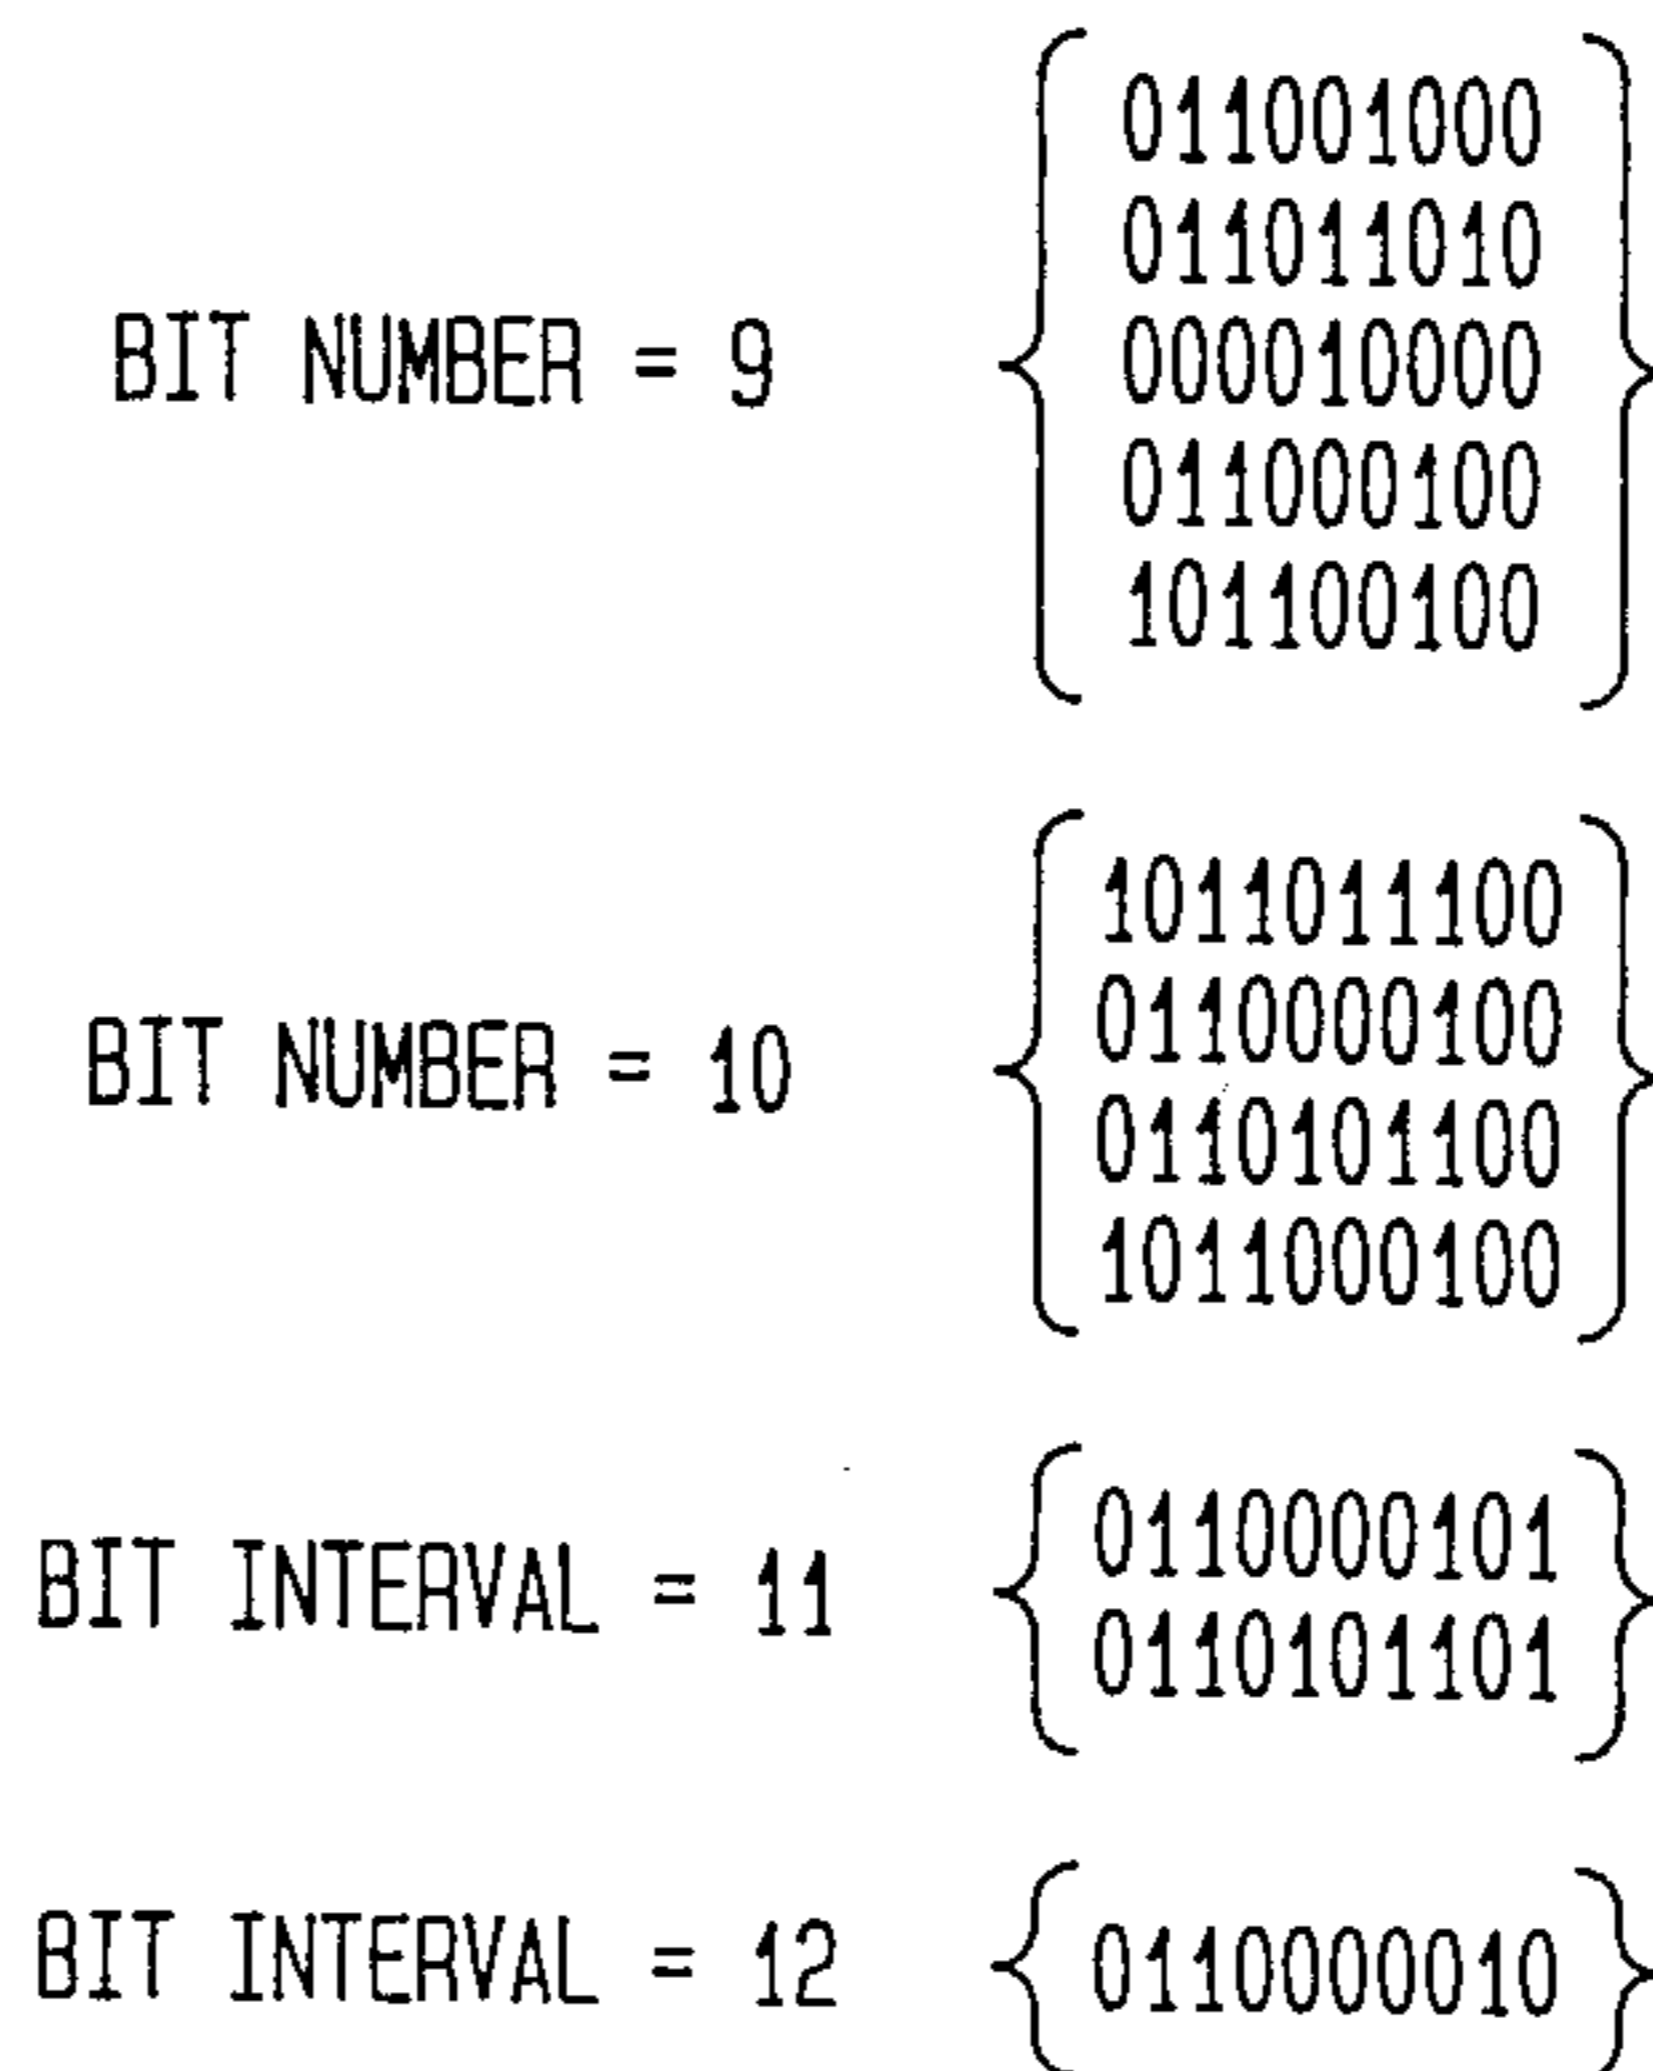 011001000
011011010
BIT NUMBER = 9 000010000
011000100
101100100
1011011100
0110000100
BIT NUMBER = 10
0110101100
1011000100
0110000101
BIT INTERVAL = 11
0110101101
BIT INTERVAL = 12 0110000010